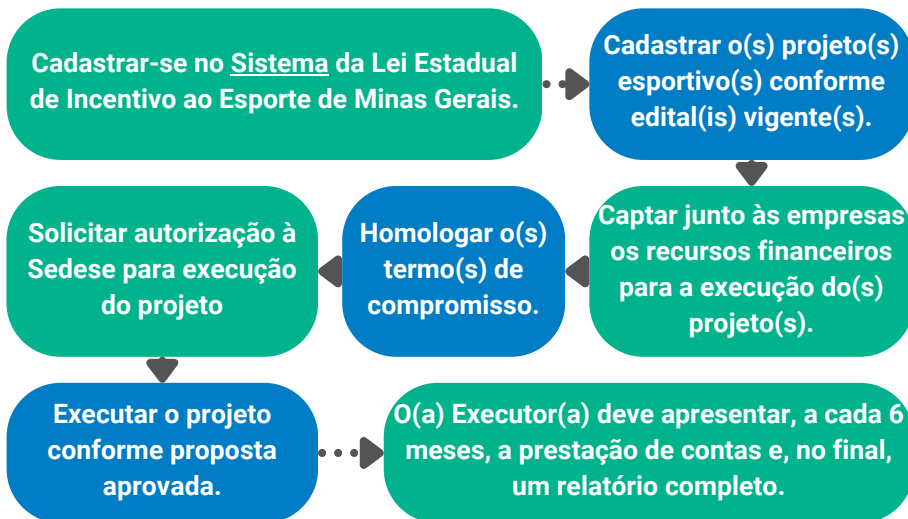 Cadastrar-se no Sistema da Lei Estadual
de Incentivo ao Esporte de Minas Gerais.
Cadastrar o(s) projeto(s)
esportivo(s) conforme
edital(is) vigente(s).
Captar junto às empresas
os recursos financeiros
para a execução do(s)
projeto(s).
Homologar o(s)
termo(s) de
compromisso.
Solicitar autorização à
Sedese para execução
do projeto
Executar o projeto
conforme proposta
aprovada.
O(a) Executor(a) deve apresentar, a cada 6
meses, a prestação de contas e, no final,
um relatório completo.